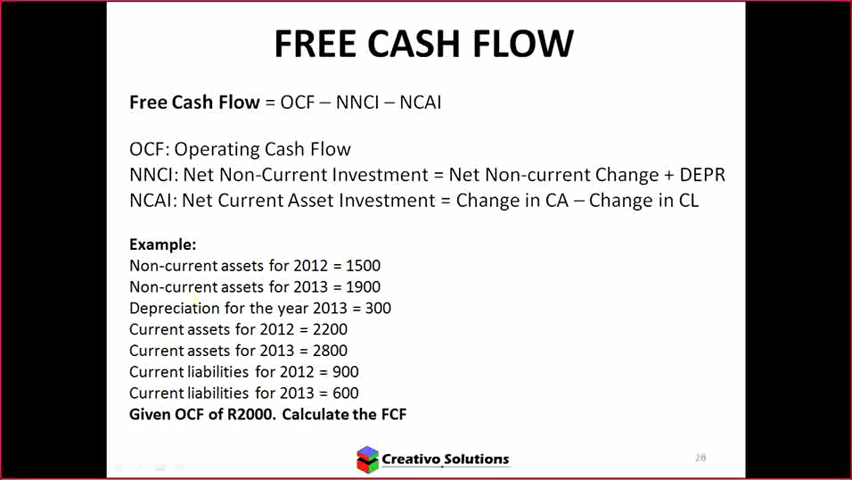 FREE CASH FLOW
Free Cash Flow = OCF – NNCI – NCAI
OCF: Operating Cash Flow
NNCI: Net Non-Current Investment = Net Non-current Change + DEPR
NCAI: Net Current Asset Investment = Change in CA – Change in CL
Example:
Non-current assets for 2012 = 1500
Non-current assets for 2013 = 1900
Depreciation for the year 2013 = 300
Current assets for 2012 = 2200
Current assets for 2013 = 2800
Current liabilities for 2012 = 900
Current liabilities for 2013 = 600
Given OCF of R2000. Calculate the FCF
Creativo Solutions
26